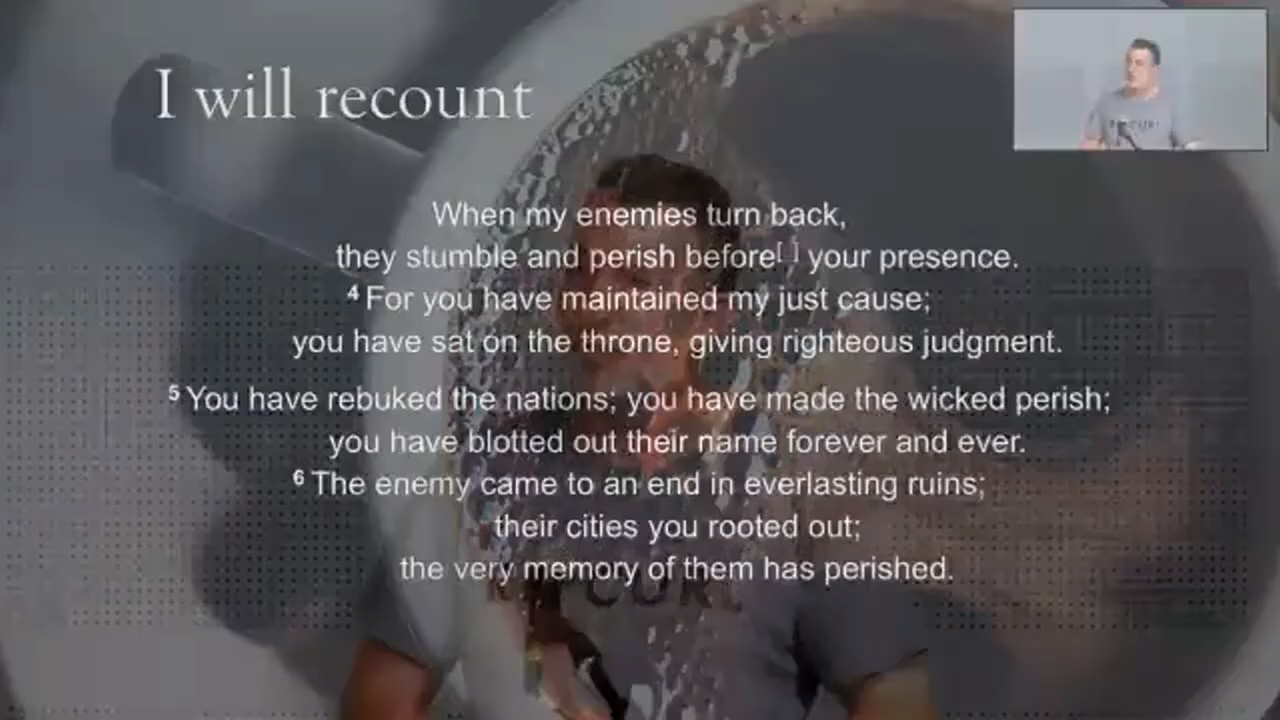 I will recount
When my enemies turn back,
they stumble and perish before[ ] your presence.
4 For you have maintained my just cause;
you have sat on the throne, giving righteous judgment.
5 You have rebuked the nations; you have made the wicked perish;
you have blotted out their name forever and ever.
6 The enemy came to an end in everlasting ruins;
their cities you rooted out;
the very memory of them has perished.